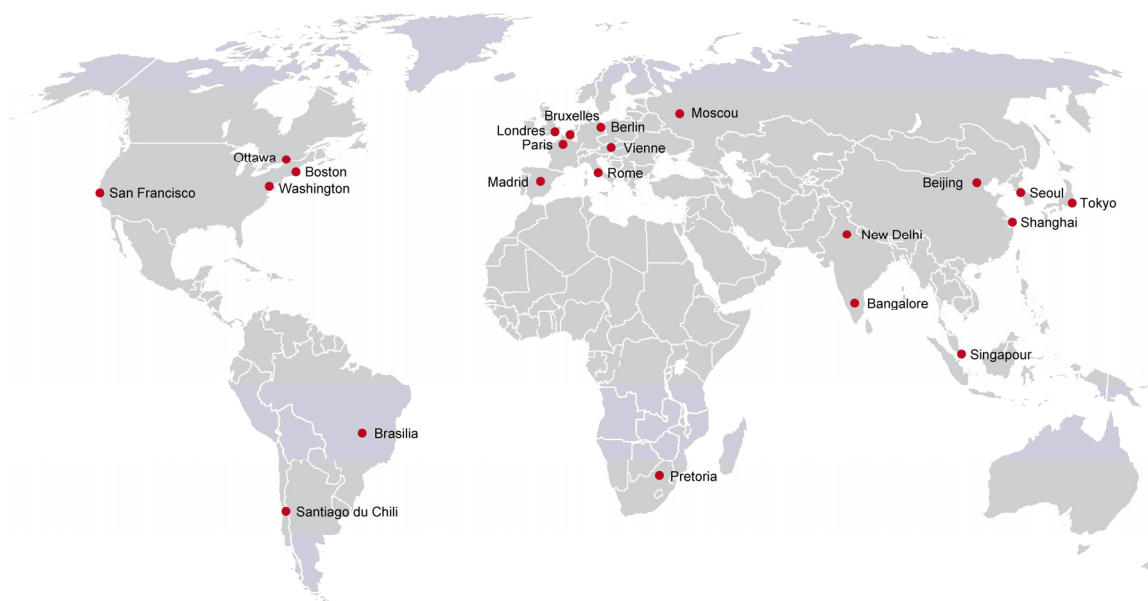 Moscou
Bruxelles
Londres
Berlin
Paris
Vienne
Ottawa
Boston
Rome
Madrid
Washington
San Francisco
Beijing
Seoul
Tokyo
Shanghai
New Delhi
Bangalore
Singapour
Brasilia
Pretoria
Santiago du Chili